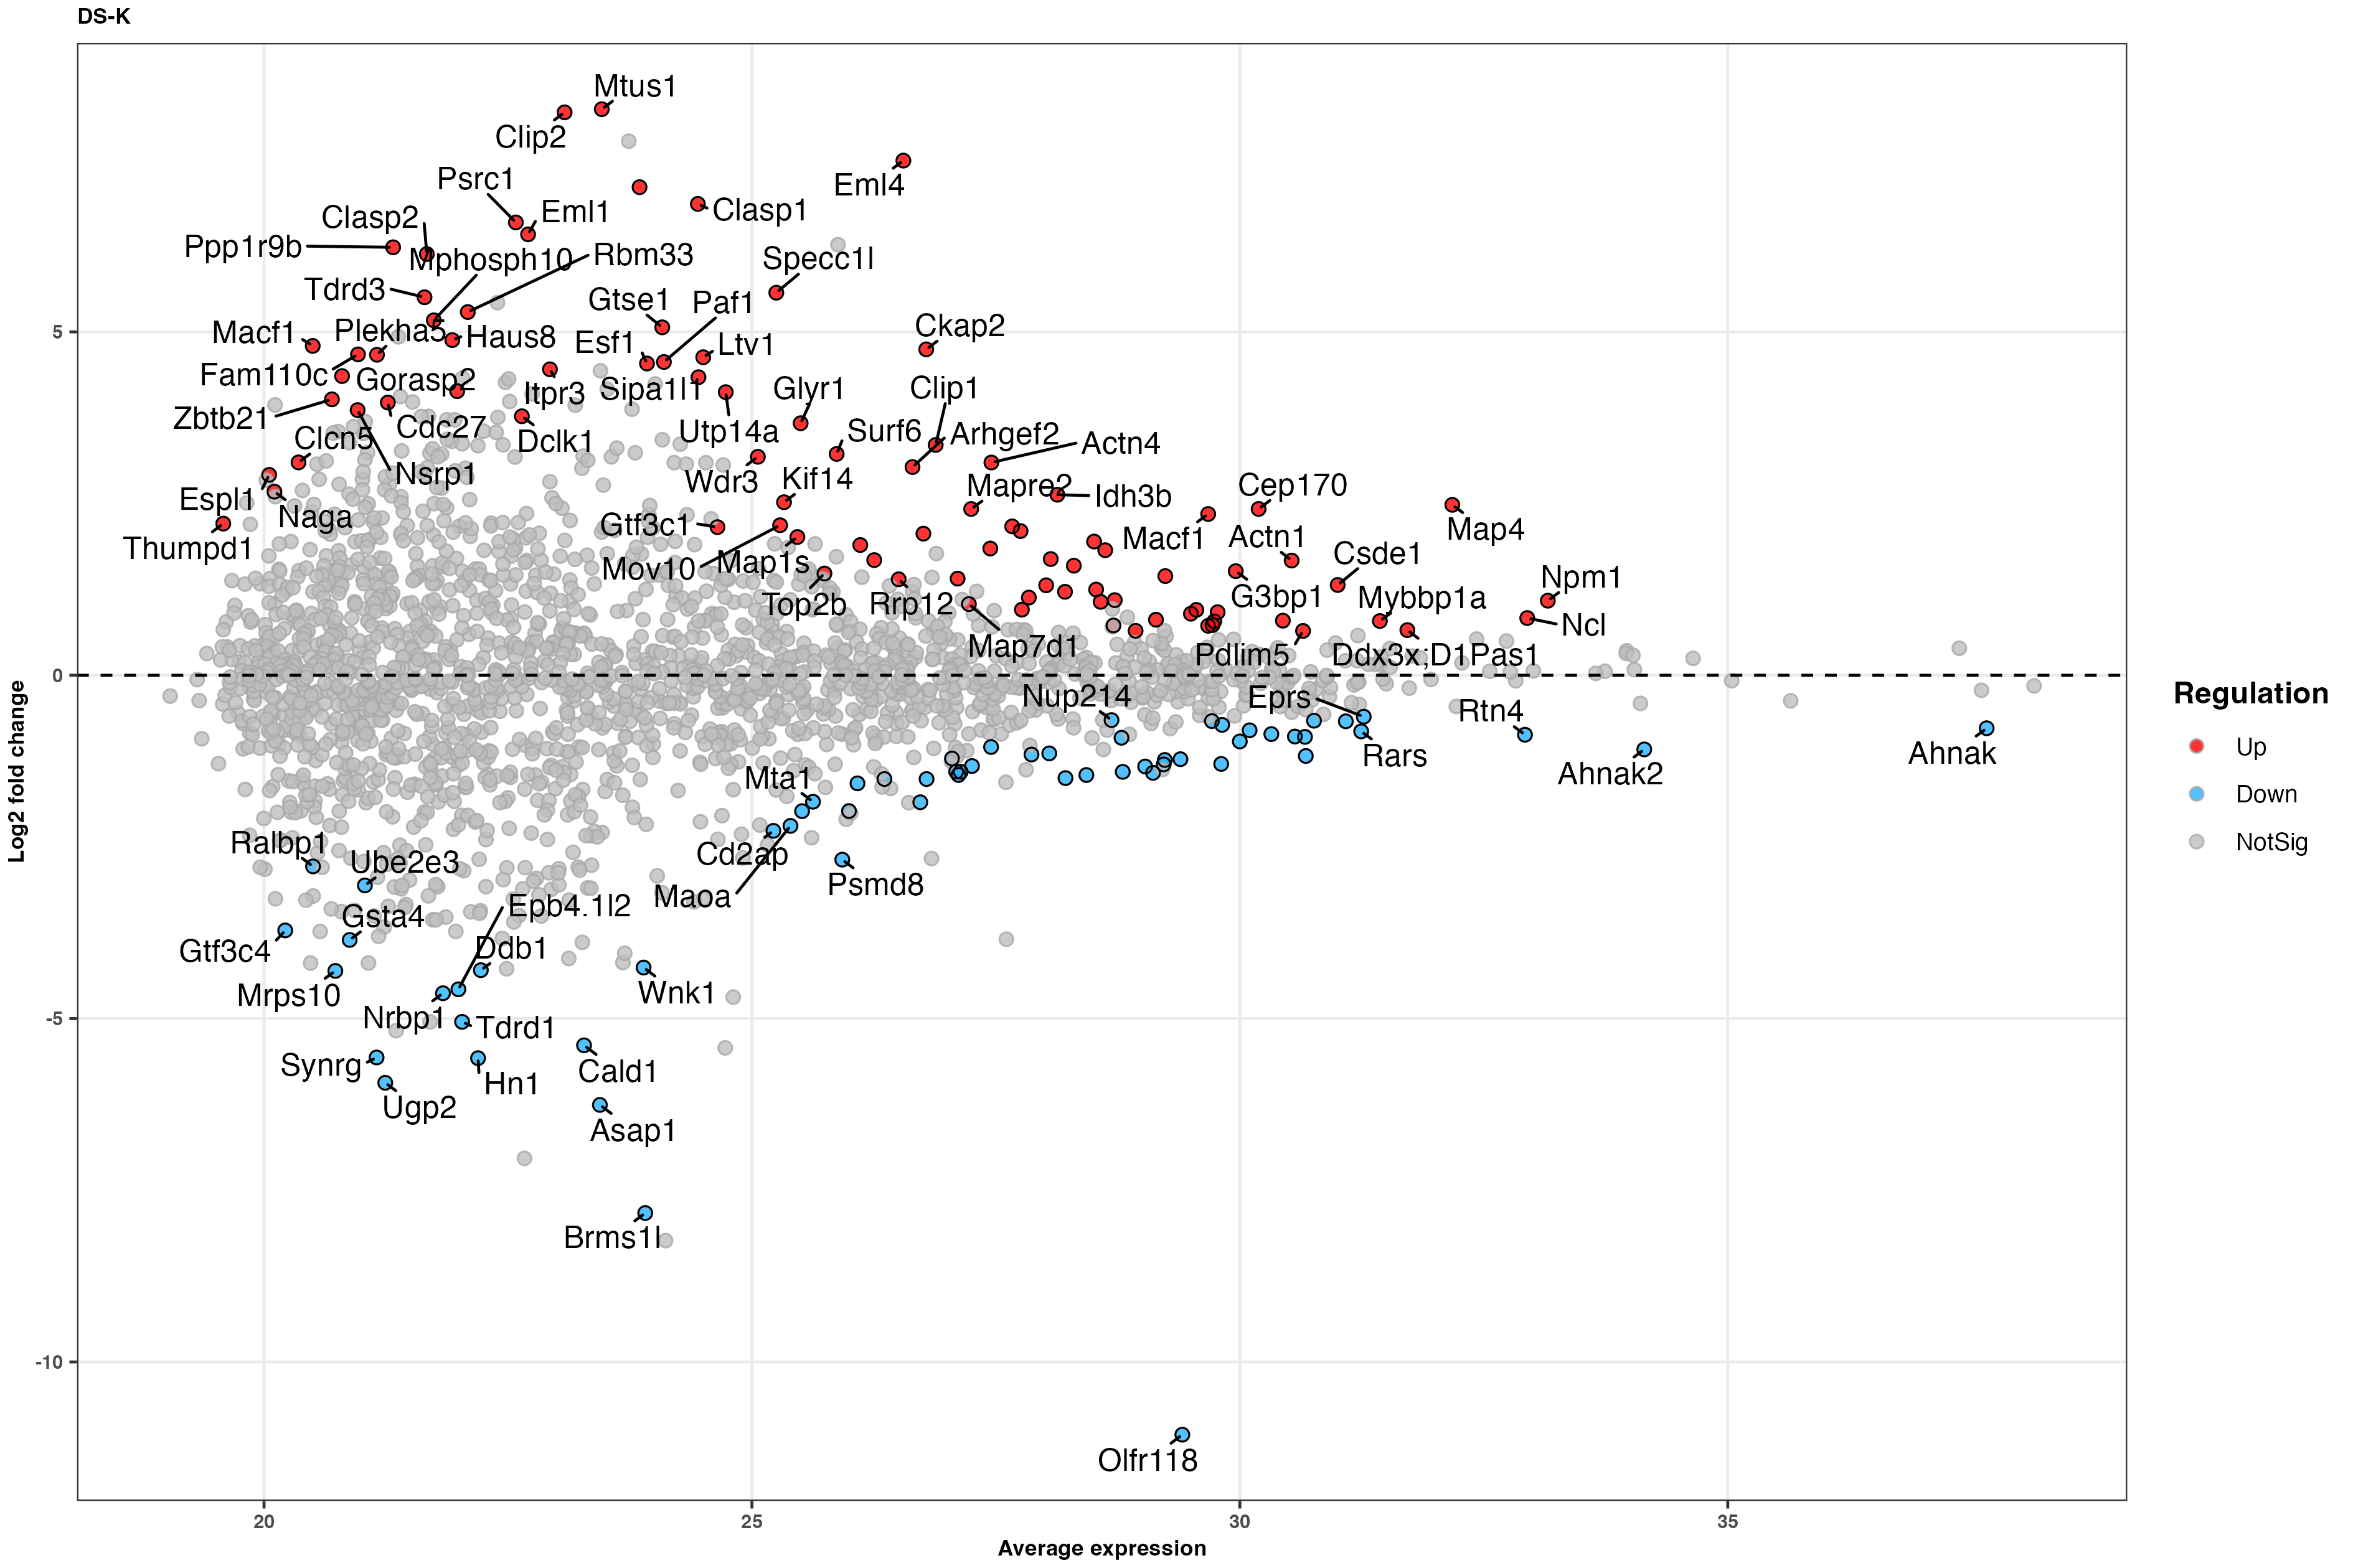 DS-K
Mtus1
Clip2
Psrc1
Eml4
Clasp2
Eml1
Clasp1
Ppp1r9b
Mphosph10
Rbm33
Specc1l
Tdrd3
Gtse1
Paf1
Macf1
Plekha5
Haus8
Esf1
Ltv1
Ckap2
Fam110c
Gorasp2
Itpr3
Sipa1l1
Glyr1
Clip1
Zbtb21
Clcn5
Cdc27
Dclk1
Utp14a
Surf6
Arhgef2
Actn4
Nsrp1
Wdr3
Kif14
Mapre2
Idh3b
Cep170
Espl1
Naga
Gtf3c1
Macf1
Actn1
Map4
Thumpd1
Mov10
Map1s
Csde1
Top2b
Rrp12
G3bp1
Mybbp1a
Npm1
Ncl
Map7d1
Pdlim5
Ddx3x;D1Pas1
Nup214
Eprs
Rtn4
Rars
Ahnak2
Ahnak
Mta1
Ralbp1
Ube2e3
Cd2ap
Maoa
Psmd8
Gsta4
Epb4.1l2
Gtf3c4
Ddb1
Mrps10
Wnk1
Nrbp1
Tdrd1
Synrg
Hn1
Cald1
Ugp2
Asap1
Brms1l
Olfr118
5
0
-5
-10
20
25
30
35
Average expression
Log2 fold change
Regulation
Up
Down
NotSig